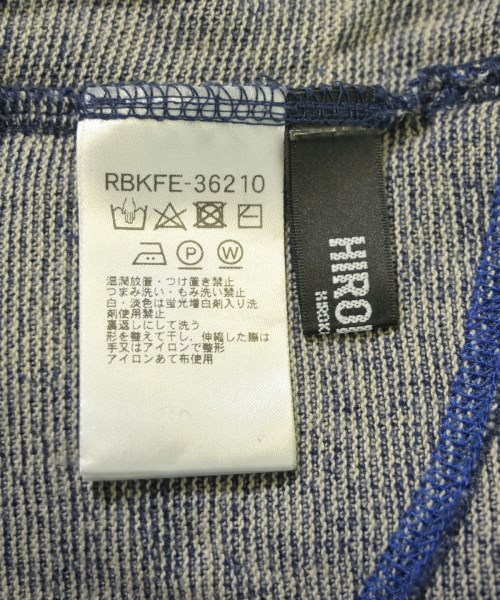 RBKFE-36210
P W
湿潤放置・つけ置き禁止
つまみ洗い・もみ洗い禁止
白・淡色は蛍光増白剤入り洗
剤使用禁止
裏返しにして洗う
形を整えて干し、伸縮した際は
手又はアイロンで整形
アイロンあて布使用
HIRO
HIROK